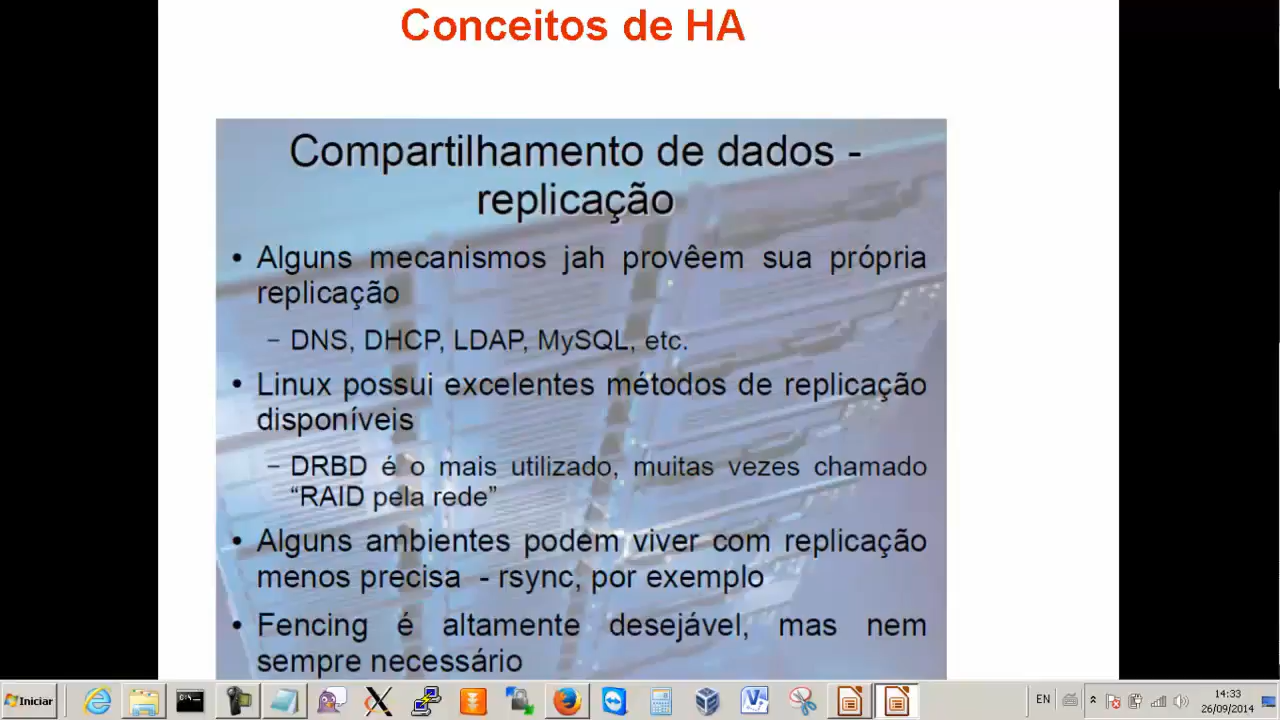 Conceitos de HA
Compartilhamento de dados -
replicação
• Alguns mecanismos jah provêem sua própria
replicação
– DNS, DHCP, LDAP, MySQL, etc.
• Linux possui excelentes métodos de replicação
disponíveis
– DRBD é o mais utilizado, muitas vezes chamado
“RAID pela rede”
• Alguns ambientes podem viver com replicação
menos precisa - rsync, por exemplo
• Fencing é altamente desejável, mas nem
sempre necessário
Iniciar
EN
14:33
26/09/2014